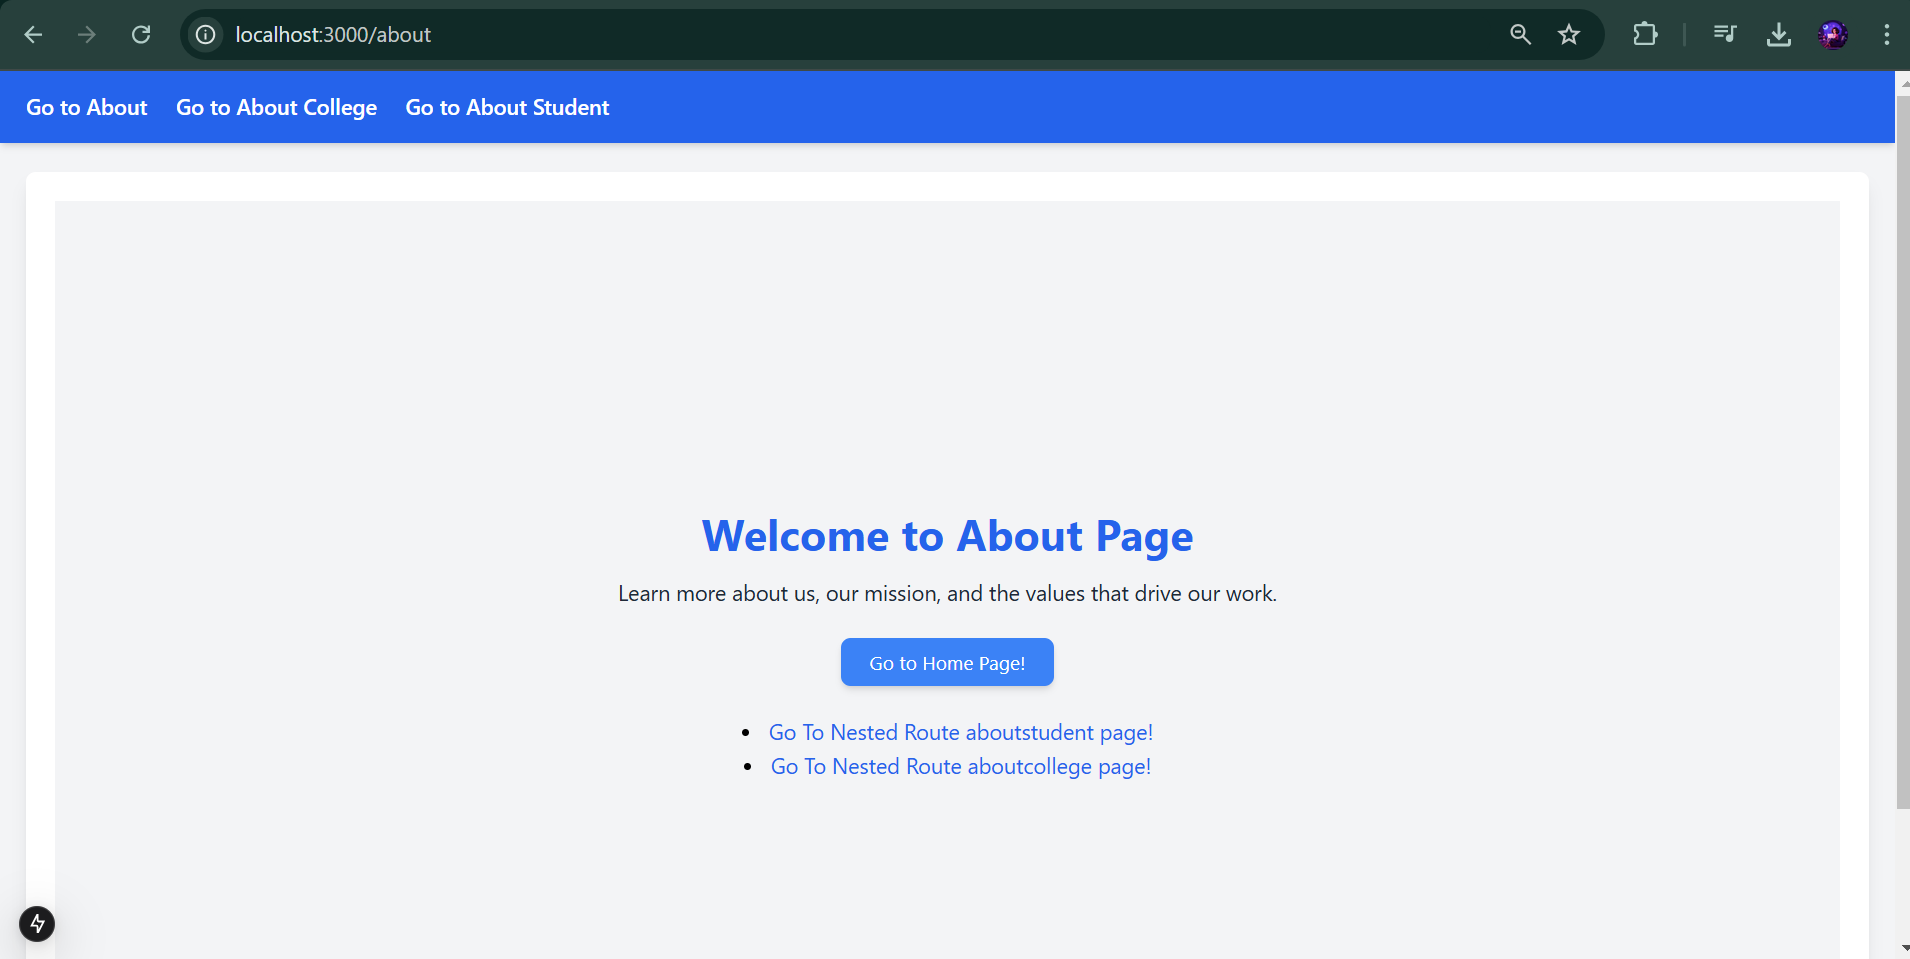 localhost:3000/about
Go to About Go to About College Go to About Student
Welcome to About Page
Learn more about us, our mission, and the values that drive our work.
Go to Home Page!
Go To Nested Route aboutstudent page!
Go To Nested Route aboutcollege page!